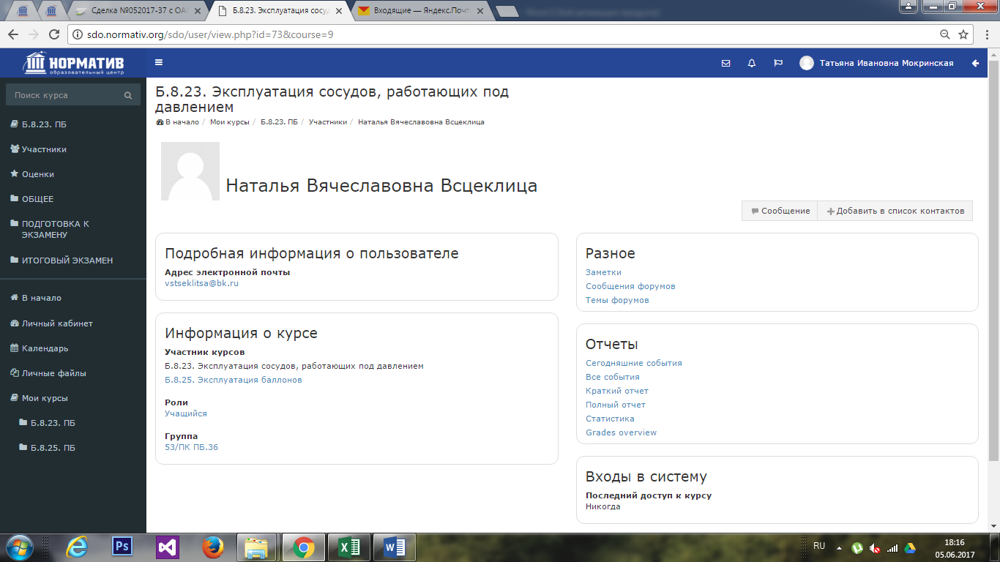 Сделка №052017-37 с ОА
Б.8.23. Эксплуатация сосуд
Входящие — Яндекс.Почт
sdo.normativ.org/sdo/user/view.php?id=73&course=9
НОРМАТИВ
образовательный центр
Татьяна Ивановна Мокринская
Поиск курса
Б.8.23. ПБ
Участники
Оценки
ОБЩЕЕ
ПОДГОТОВКА К
ЭКЗАМЕНУ
ИТОГОВЫЙ ЭКЗАМЕН
В начало
Личный кабинет
Календарь
Личные файлы
Мои курсы
Б.8.23. ПБ
Б.8.25. ПБ
Б.8.23. Эксплуатация сосудов, работающих под
давлением
В начало / Мои курсы / Б.8.23. ПБ / Участники / Наталья Вячеславовна Всцеклица
Наталья Вячеславовна Всцеклица
Сообщение
Добавить в список контактов
Подробная информация о пользователе
Адрес электронной почты
vstseklitsa@bk.ru
Информация о курсе
Участник курсов
Б.8.23. Эксплуатация сосудов, работающих под давлением
Б.8.25. Эксплуатация баллонов
Роли
Учащийся
Группа
53/ПК ПБ.36
Разное
Заметки
Сообщения форумов
Темы форумов
Отчеты
Сегодняшние события
Все события
Краткий отчет
Полный отчет
Статистика
Grades overview
Входы в систему
Последний доступ к курсу
Никогда
RU
18:16
05.06.2017